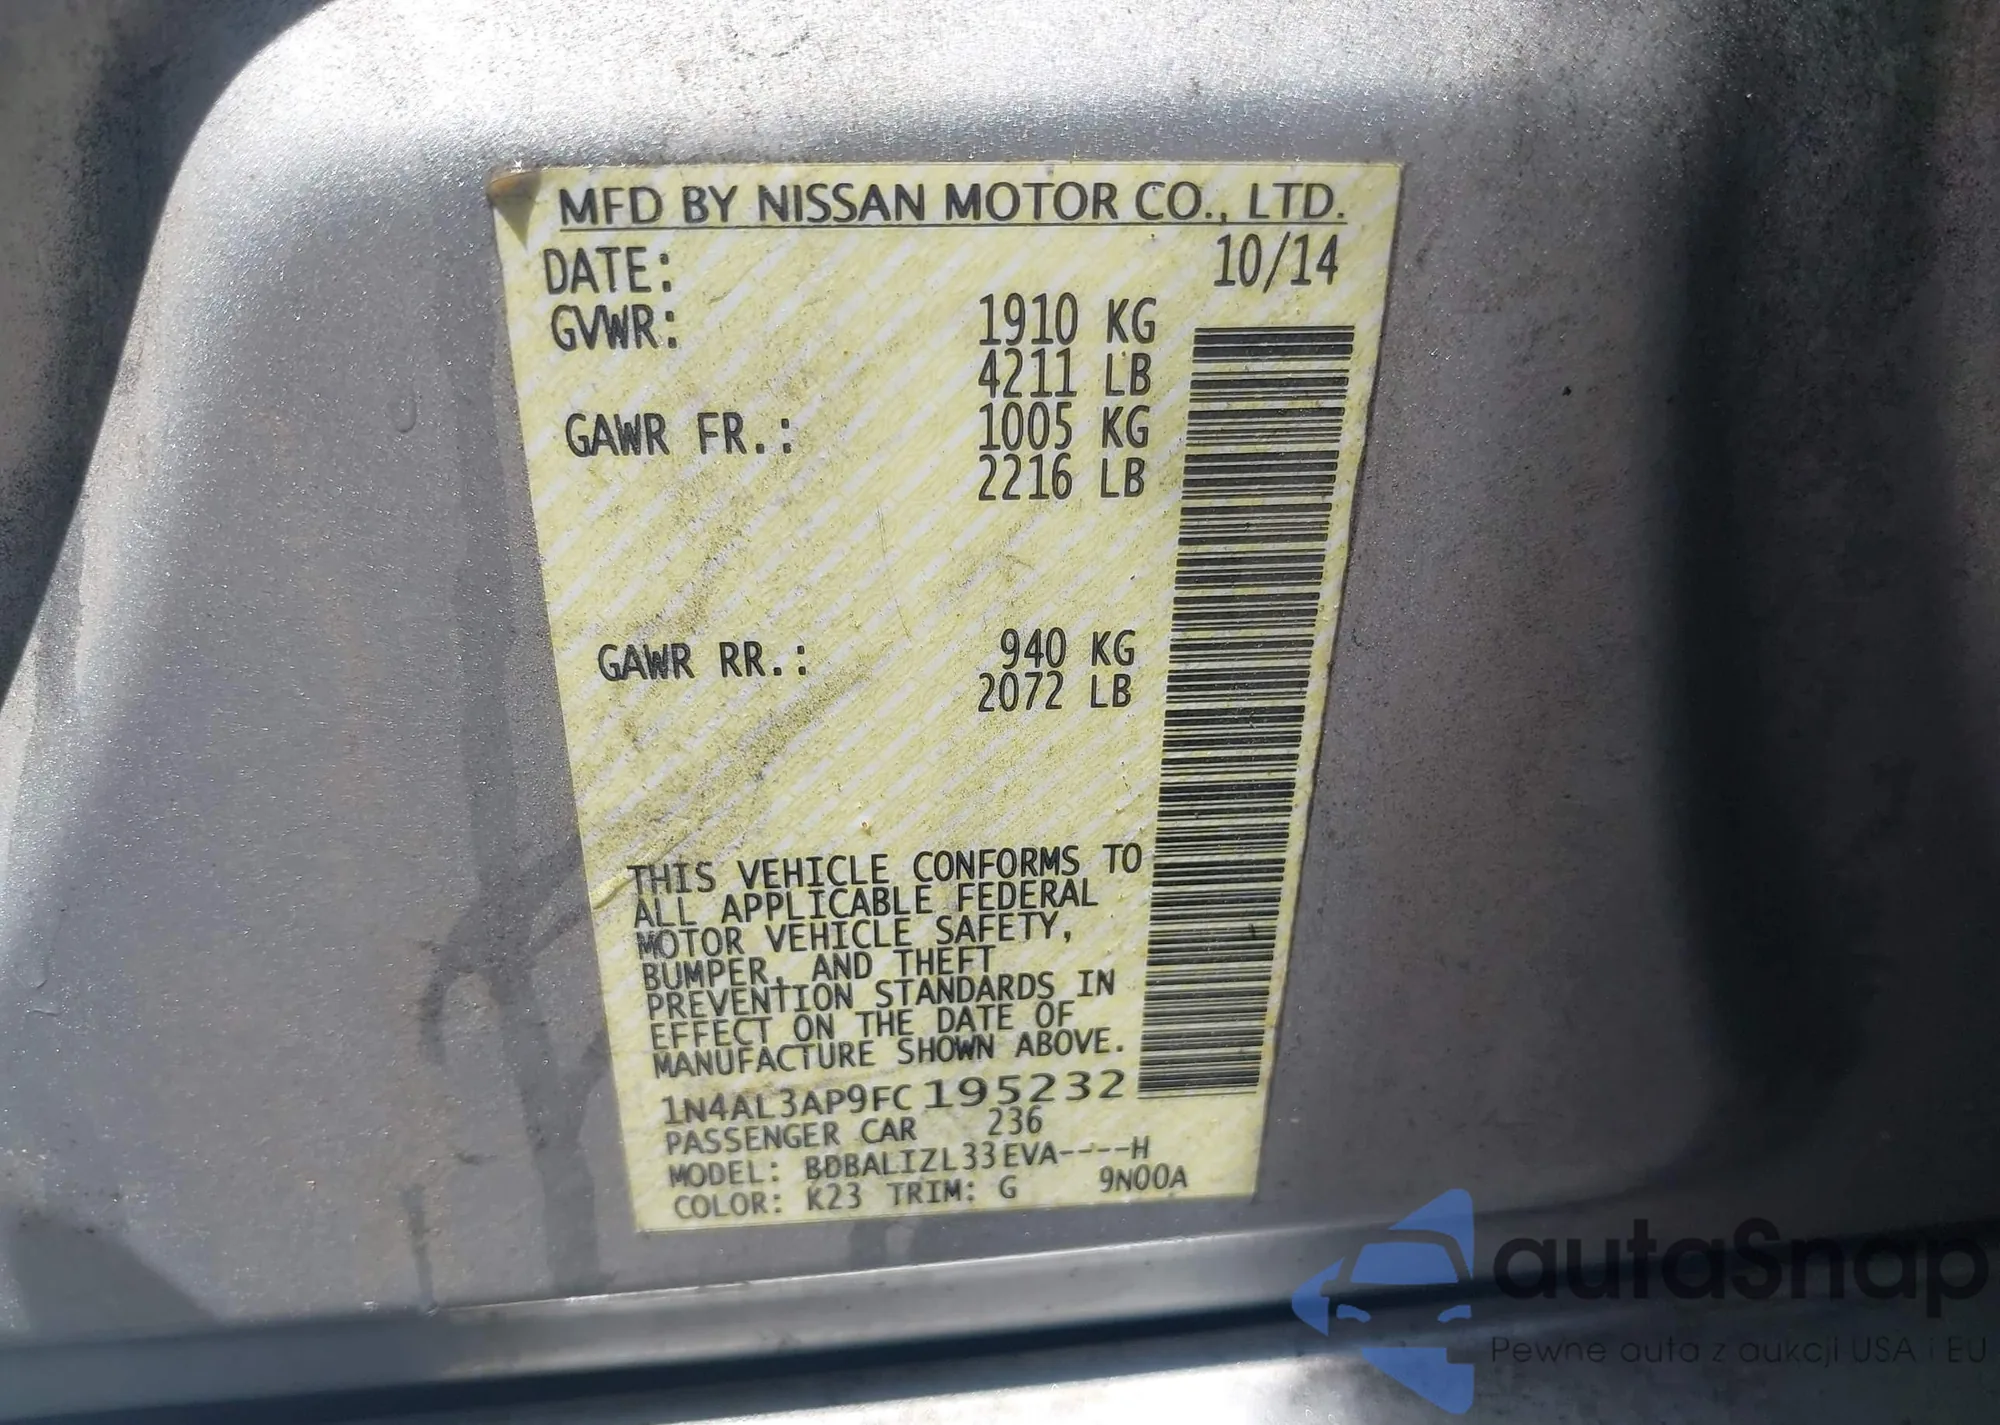 MFD BY NISSAN MOTOR CO., LTD.
DATE: 10/14
GVWR: 1910 KG
4211 LB
GAWR FR.: 1005 KG
2216 LB
GAWR RR.: 940 KG
2072 LB
THIS VEHICLE CONFORMS TO
ALL APPLICABLE FEDERAL
MOTOR VEHICLE SAFETY,
BUMPER, AND THEFT
PREVENTION STANDARDS IN
EFFECT ON THE DATE OF
MANUFACTURE SHOWN ABOVE.
1N4AL3AP9FC195232
PASSENGER CAR 236
MODEL: BDBALIZL33EVA----H
COLOR: K23 TRIM: G 9N00A
autaSnap
Pewne auta z aukcji USA i EU